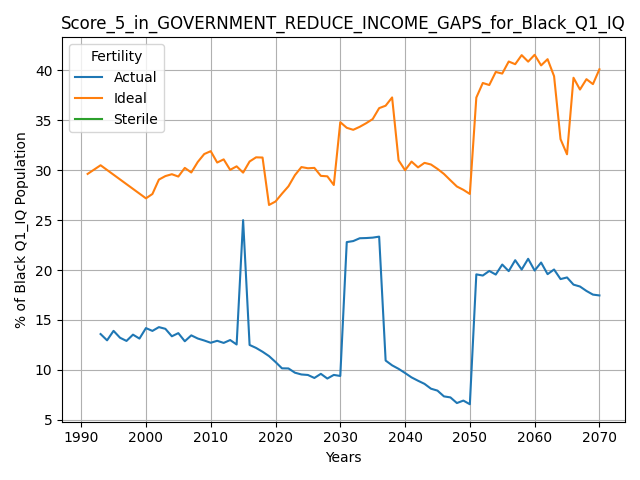 Score_5_in_GOVERNMENT_REDUCE_INCOME_GAPS_for_Black_Q1_IQ
Fertility
Actual
Ideal
Sterile
% of Black Q1_IQ Population
40
35
30
25
20
15
10
5
1990 2000 2010 2020 2030 2040 2050 2060 2070
Years